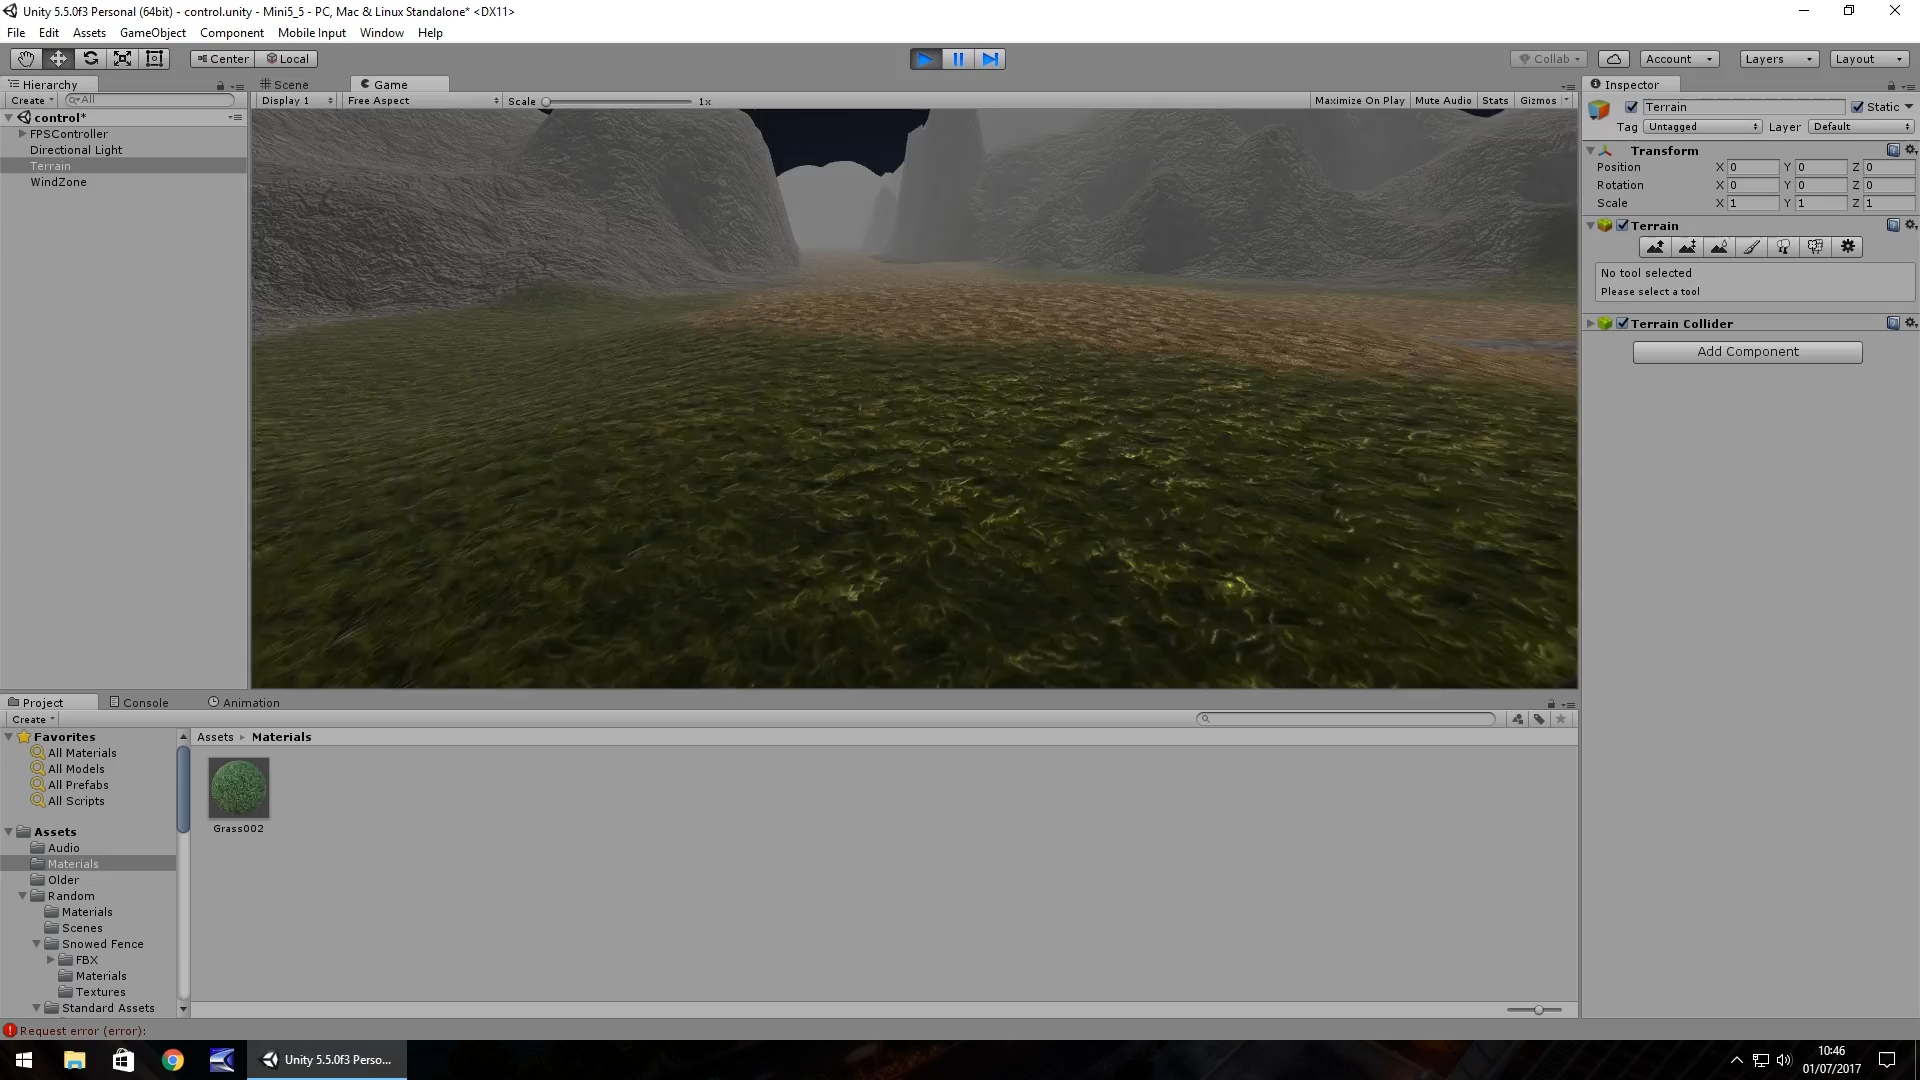 Unity 5.5.0f3 Personal (64bit) - control.unity - Mini5_5 - PC, Mac & Linux Standalone* <DX11>
File Edit Assets GameObject Component Mobile Input Window Help
Center Local Collab Account Layers Layout
Hierarchy
Create All
control*
FPSController
Directional Light
Terrain
WindZone
Scene Game
Display 1 Free Aspect Scale 1x Maximize On Play Mute Audio Stats Gizmos
Inspector
Terrain Static
Tag Untagged Layer Default
Transform
Position X 0 Y 0 Z 0
Rotation X 0 Y 0 Z 0
Scale X 1 Y 1 Z 1
Terrain
No tool selected
Please select a tool
Terrain Collider
Add Component
Project Console Animation
Create
Favorites
All Materials
All Models
All Prefabs
All Scripts
Assets
Audio
Materials
Older
Random
Materials
Scenes
Snowed Fence
FBX
Materials
Textures
Standard Assets
Assets Materials
Grass002
Request error (error):
Unity 5.5.0f3 Perso...
10:46
01/07/2017